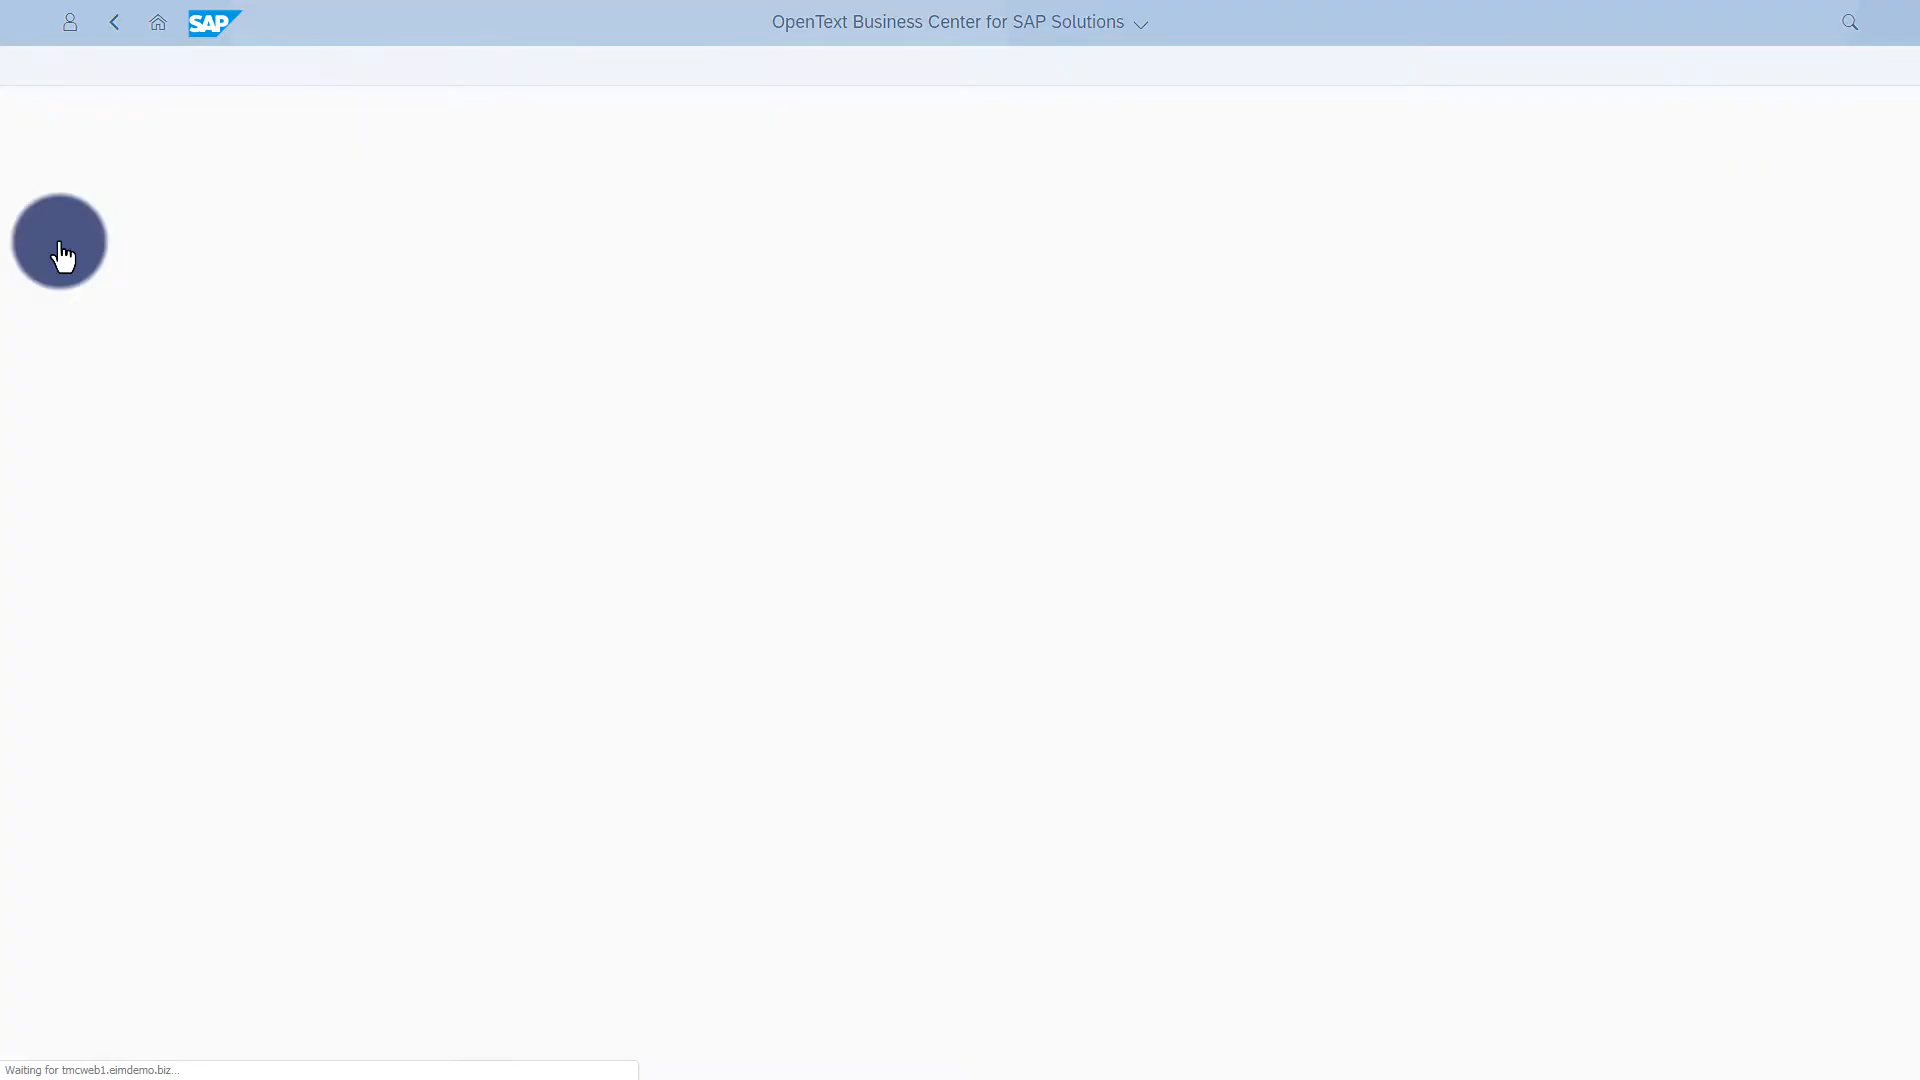 SAP
OpenText Business Center for SAP Solutions
Waiting for tmcweb1.eimdemo.biz...